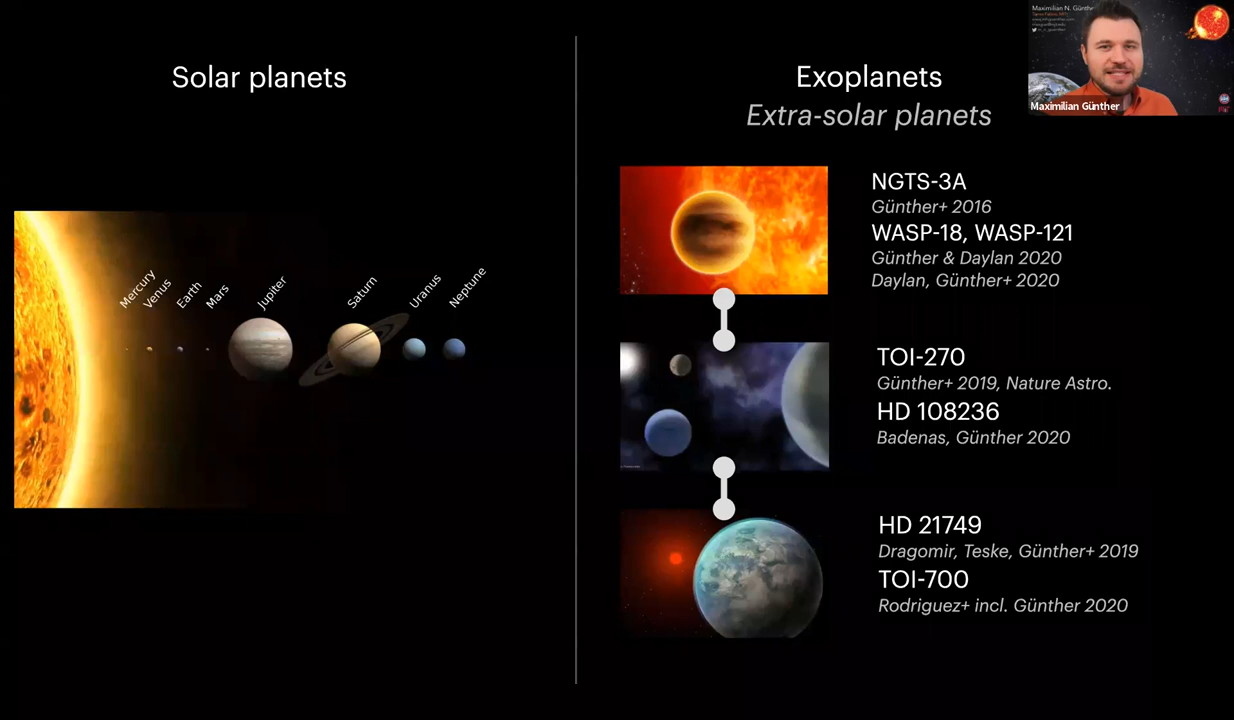 Solar planets
Mercury
Venus
Earth
Mars
Jupiter
Saturn
Uranus
Neptune
Exoplanets
Extra-solar planets
NGTS-3A
Günther+ 2016
WASP-18, WASP-121
Günther & Daylan 2020
Daylan, Günther+ 2020
TOI-270
Günther+ 2019, Nature Astro.
HD 108236
Badenas, Günther 2020
HD 21749
Dragomir, Teske, Günther+ 2019
TOI-700
Rodriguez+ incl. Günther 2020
Maximilian N. Günther
Maximilian Günther